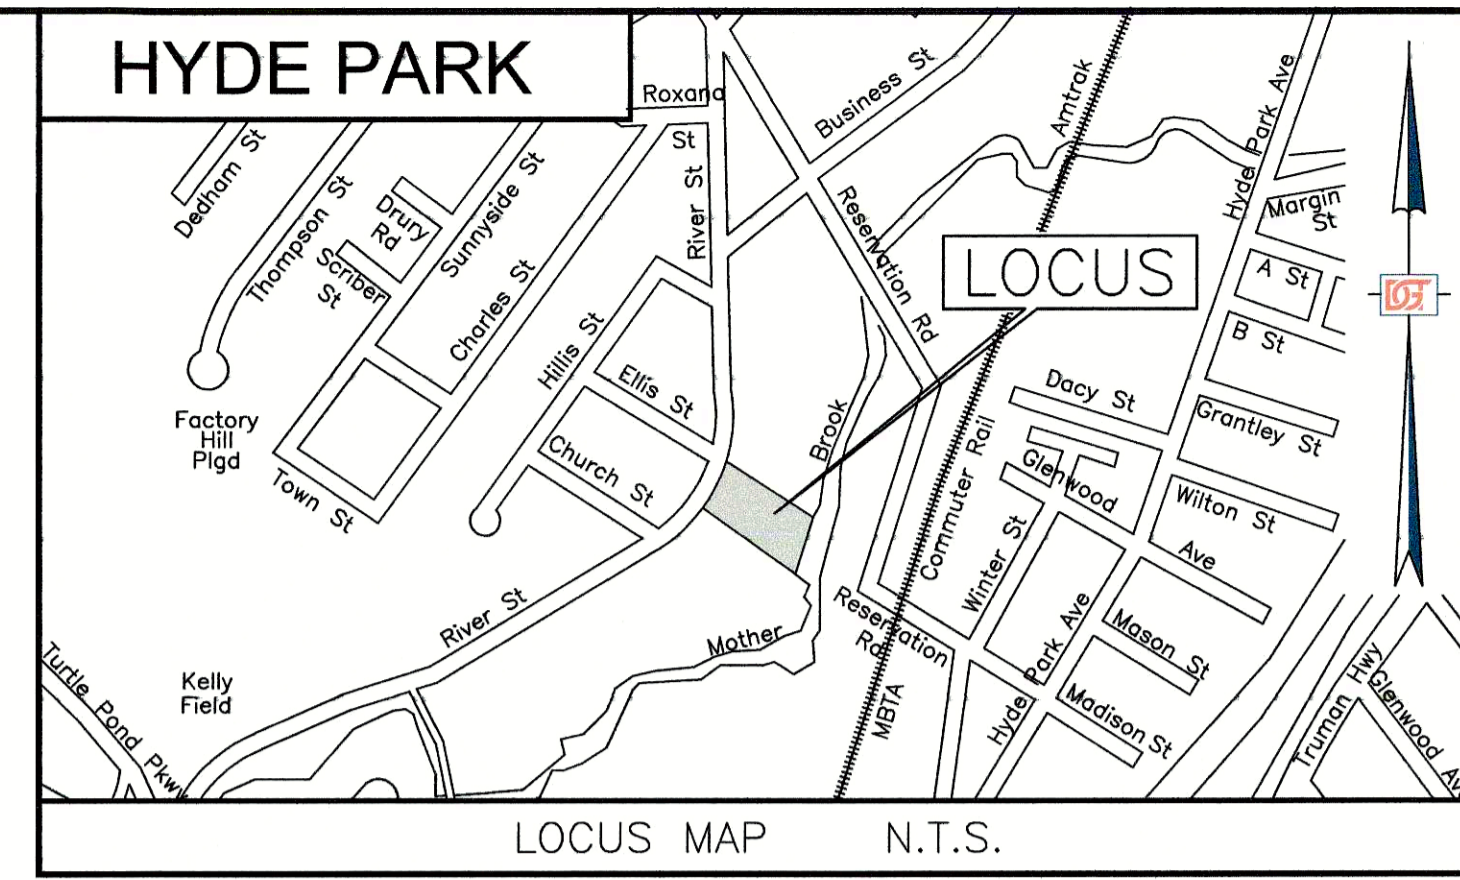 HYDE PARK
Roxana
St
Business St
Amtrak
Hyde Park Ave
Dedham St
Thompson St
Drury
Rd
Scriber
St
Sunnyside St
Charles St
River St
Reservation Rd
LOCUS
Margin
St
A St
B St
Hillis St
Ellis St
Church St
Brook
Dacy St
Grantley St
Glenwood
Ave
Wilton St
Factory
Hill
Plgd
Town St
Commuter Rail
Winter St
River St
Mother
Reservation
Rd
MBTA
Hyde Park Ave
Mason St
Madison St
Truman Hwy
Glenwood Av
Kelly
Field
Turtle Pond Pkwy
LOCUS MAP N.T.S.